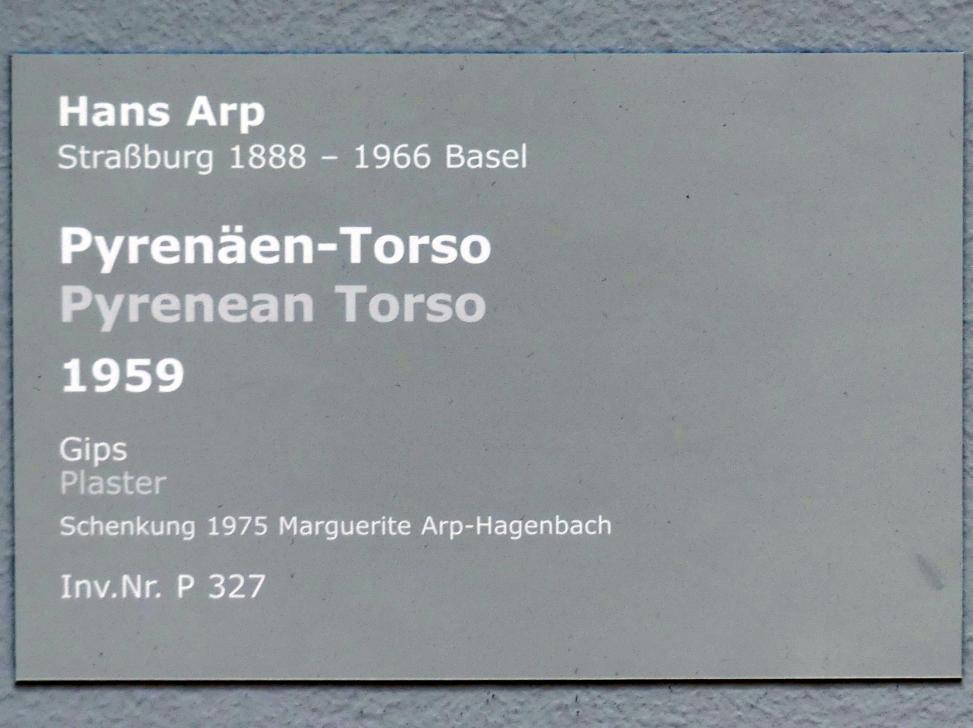 Hans Arp
Straßburg 1888 – 1966 Basel
Pyrenäen-Torso
Pyrenean Torso
1959
Gips
Plaster
Schenkung 1975 Marguerite Arp-Hagenbach
Inv.Nr. P 327